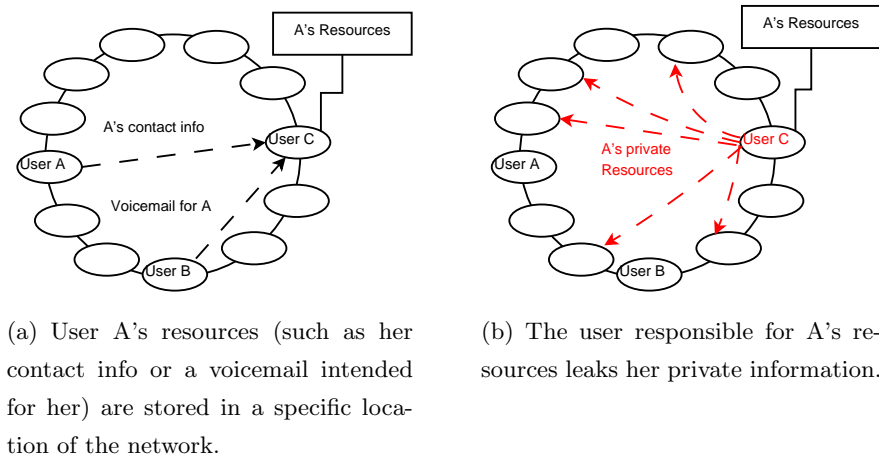 A's Resources
A's contact info
User C
User A
Voicemail for A
User B
A's Resources
User C
A's private
Resources
User A
User B
(a) User A's resources (such as her
contact info or a voicemail intended
for her) are stored in a specific loca-
tion of the network.
(b) The user responsible for A's re-
sources leaks her private information.